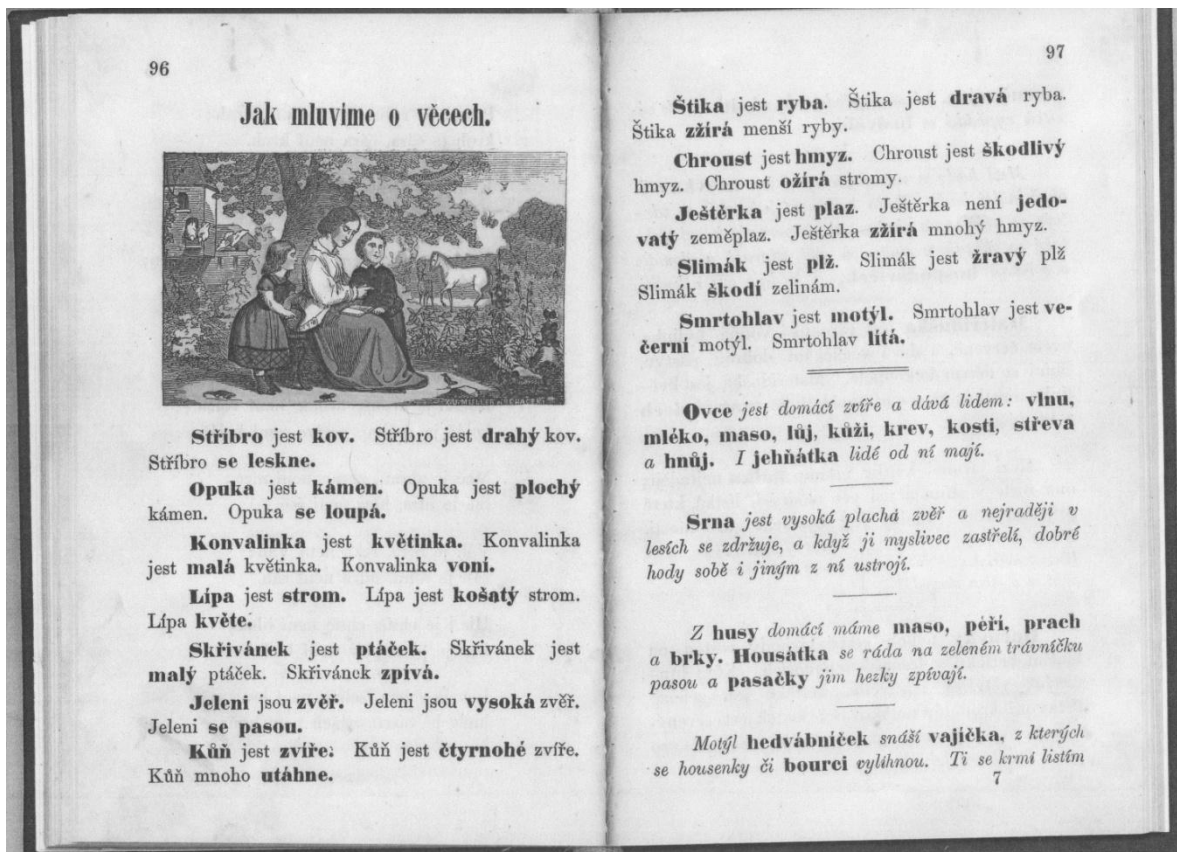 96
Jak mluvíme o věcech.
Stříbro jest kov. Stříbro jest drahý kov.
Stříbro se leskne.
Opuka jest kámen. Opuka jest plochý
kámen. Opuka se loupá.
Konvalinka jest květinka. Konvalinka
jest malá květinka. Konvalinka voní.
Lípa jest strom. Lípa jest košatý strom.
Lípa květe.
Skřivánek jest ptáček. Skřivánek jest
malý ptáček. Skřivánek zpívá.
Jeleni jsou zvěř. Jeleni jsou vysoká zvěř.
Jeleni se pasou.
Kůň jest zvíře. Kůň jest čtyrnohé zvíře.
Kůň mnoho utáhne.
97
Štika jest ryba. Štika jest dravá ryba.
Štika zžírá menší ryby.
Chroust jest hmyz. Chroust jest škodlivý
hmyz. Chroust ožírá stromy.
Ještěrka jest plaz. Ještěrka není jedo-
vatý zeměplaz. Ještěrka zžírá mnohý hmyz.
Slimák jest plž. Slimák jest žravý plž
Slimák škodí zelinám.
Smrtohlav jest motýl. Smrtohlav jest ve-
černí motýl. Smrtohlav lítá.
Ovce jest domácí zvíře a dává lidem: vlnu,
mléko, maso, lůj, kůži, krev, kosti, střeva
a hnůj. I jehňátka lidé od ní mají.
Srna jest vysoká plachá zvěř a nejraději v
lesích se zdržuje, a když ji myslivec zastřelí, dobré
hody sobě i jiným z ní ustrojí.
Z husy domácí máme maso, péří, prach
a brky. Housátka se ráda na zeleném trávníčku
pasou a pasačky jim hezky zpívají.
Motýl hedvábníček snáší vajíčka, z kterých
se housenky či bourci vylíhnou. Ti se krmí listím
7